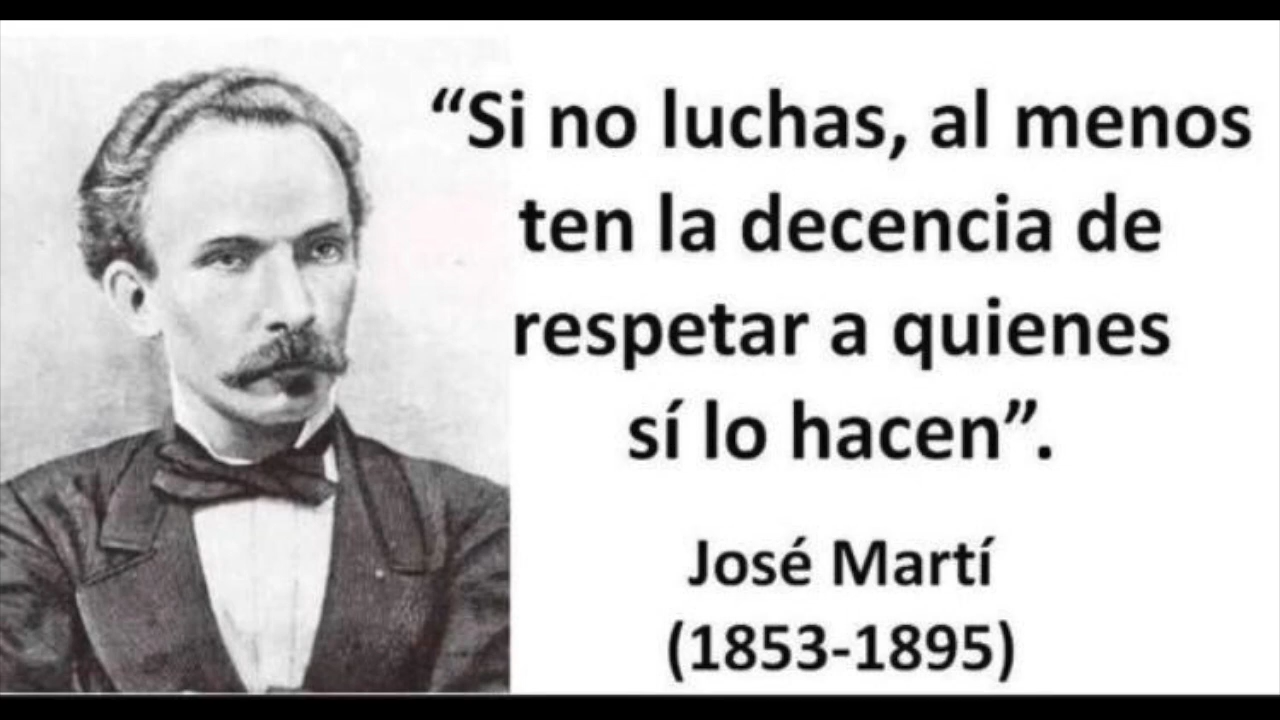 “Si no luchas, al menos
ten la decencia de
respetar a quienes
sí lo hacen”.
José Martí
(1853-1895)